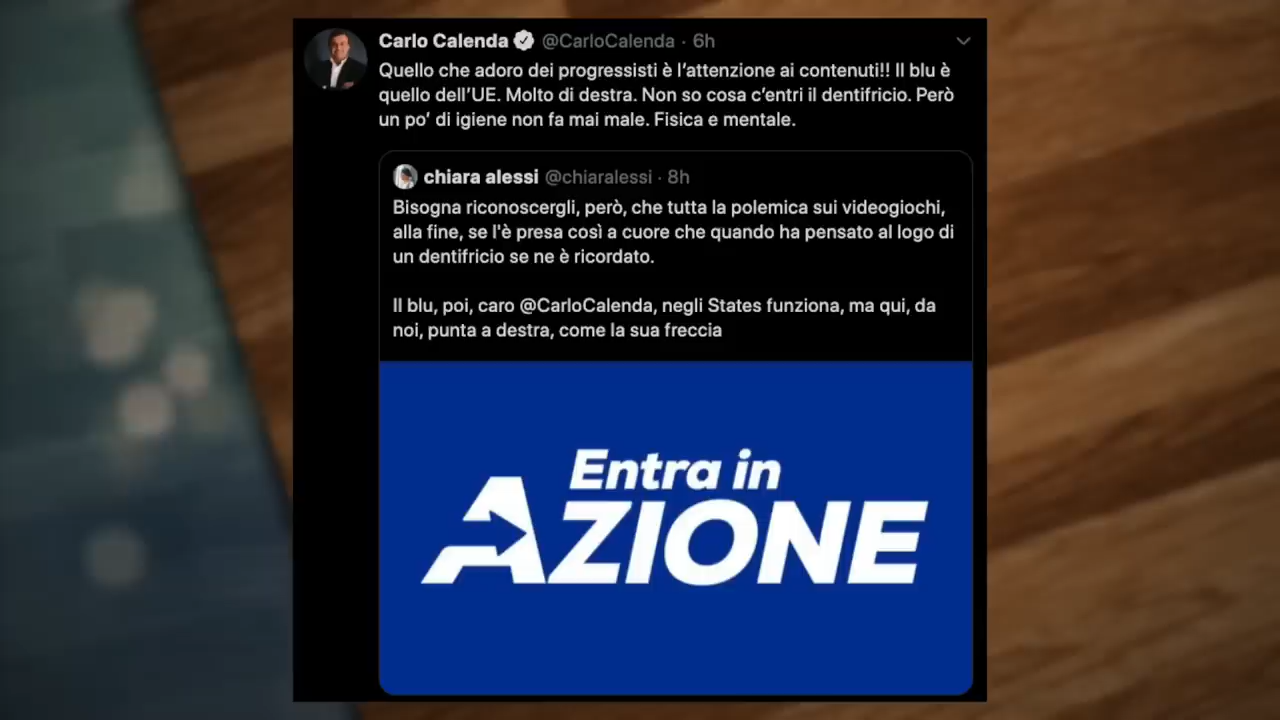 Carlo Calenda @CarloCalenda · 6h
Quello che adoro dei progressisti è l’attenzione ai contenuti!! Il blu è
quello dell’UE. Molto di destra. Non so cosa c’entri il dentifricio. Però
un po’ di igiene non fa mai male. Fisica e mentale.
chiara alessi @chiaralessi · 8h
Bisogna riconoscergli, però, che tutta la polemica sui videogiochi,
alla fine, se l'è presa così a cuore che quando ha pensato al logo di
un dentifricio se ne è ricordato.
Il blu, poi, caro @CarloCalenda, negli States funziona, ma qui, da
noi, punta a destra, come la sua freccia
Entra in
AZIONE